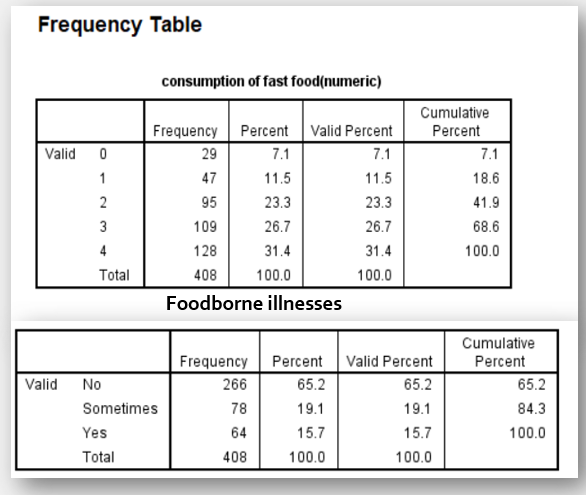 Frequency Table
consumption of fast food(numeric)
Frequency Percent Valid Percent Cumulative Percent
Valid 0 29 7.1 7.1 7.1
1 47 11.5 11.5 18.6
2 95 23.3 23.3 41.9
3 109 26.7 26.7 68.6
4 128 31.4 31.4 100.0
Total 408 100.0 100.0
Foodborne illnesses
Frequency Percent Valid Percent Cumulative Percent
Valid No 266 65.2 65.2 65.2
Sometimes 78 19.1 19.1 84.3
Yes 64 15.7 15.7 100.0
Total 408 100.0 100.0